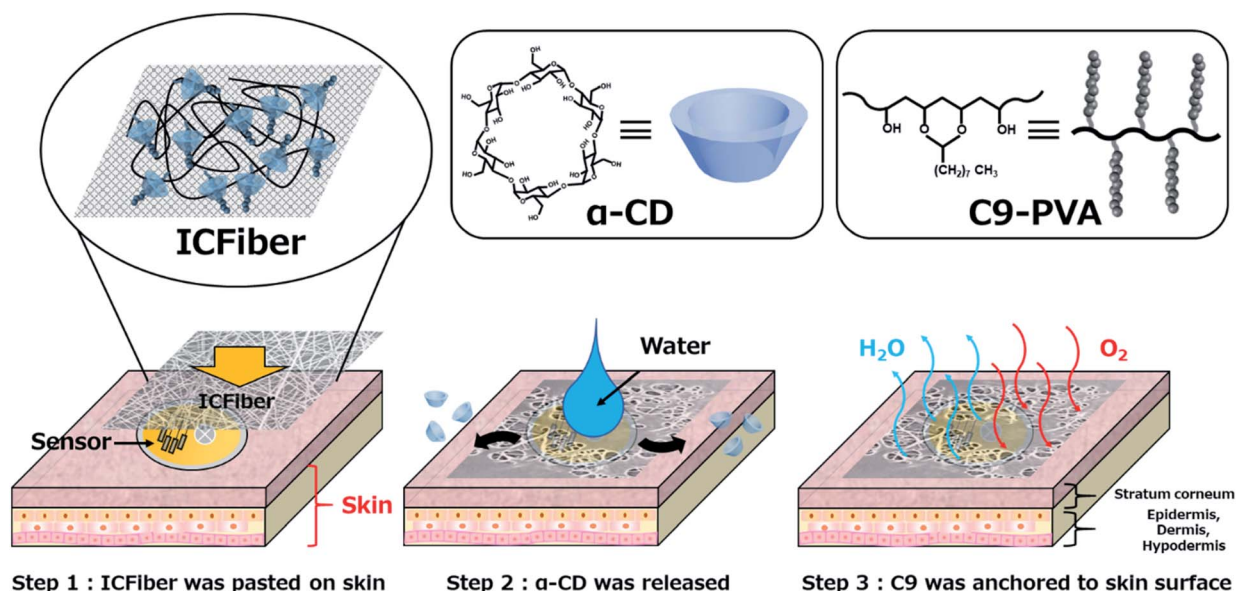 ICFiber
OH
HO
α-CD
OH
O
O
OH
(CH₂)₇ CH₃
C9-PVA
ICFiber
Sensor
Skin
Water
H₂O
O₂
Stratum corneum
Epidermis,
Dermis,
Hypodermis
Step 1 : ICFiber was pasted on skin
Step 2 : α-CD was released
Step 3 : C9 was anchored to skin surface